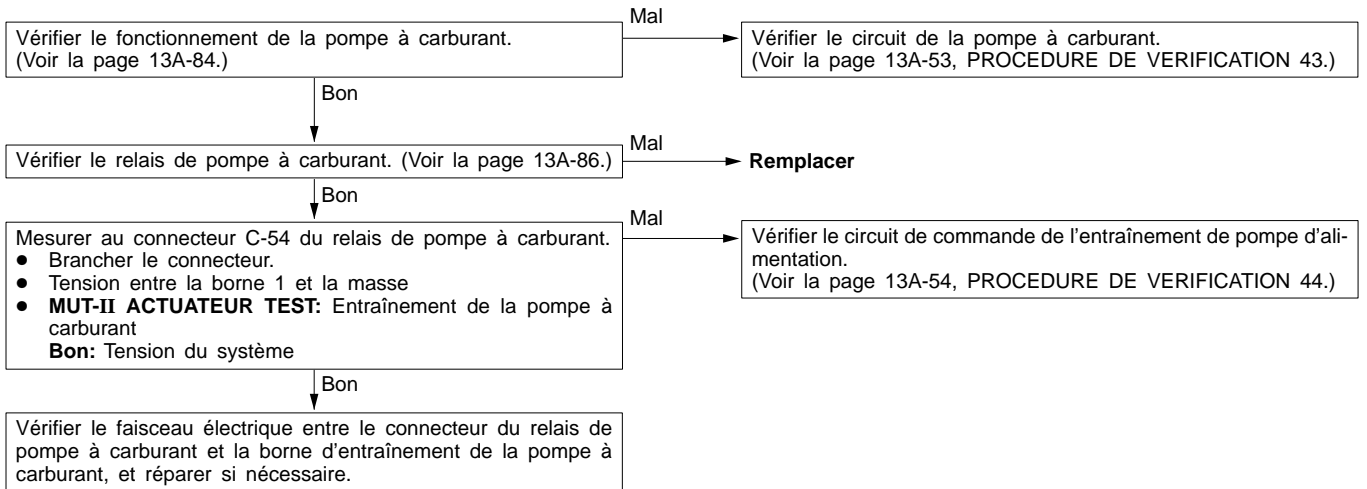 Vérifier le fonctionnement de la pompe à carburant.
(Voir la page 13A-84.)
Mal
Vérifier le circuit de la pompe à carburant.
(Voir la page 13A-53, PROCEDURE DE VERIFICATION 43.)
Bon
Vérifier le relais de pompe à carburant. (Voir la page 13A-86.)
Mal
Remplacer
Bon
Mesurer au connecteur C-54 du relais de pompe à carburant.
● Brancher le connecteur.
● Tension entre la borne 1 et la masse
● MUT-II ACTUATEUR TEST: Entraînement de la pompe à
carburant
Bon: Tension du système
Mal
Vérifier le circuit de commande de l'entraînement de pompe d'ali-
mentation.
(Voir la page 13A-54, PROCEDURE DE VERIFICATION 44.)
Bon
Vérifier le faisceau électrique entre le connecteur du relais de
pompe à carburant et la borne d'entraînement de la pompe à
carburant, et réparer si nécessaire.